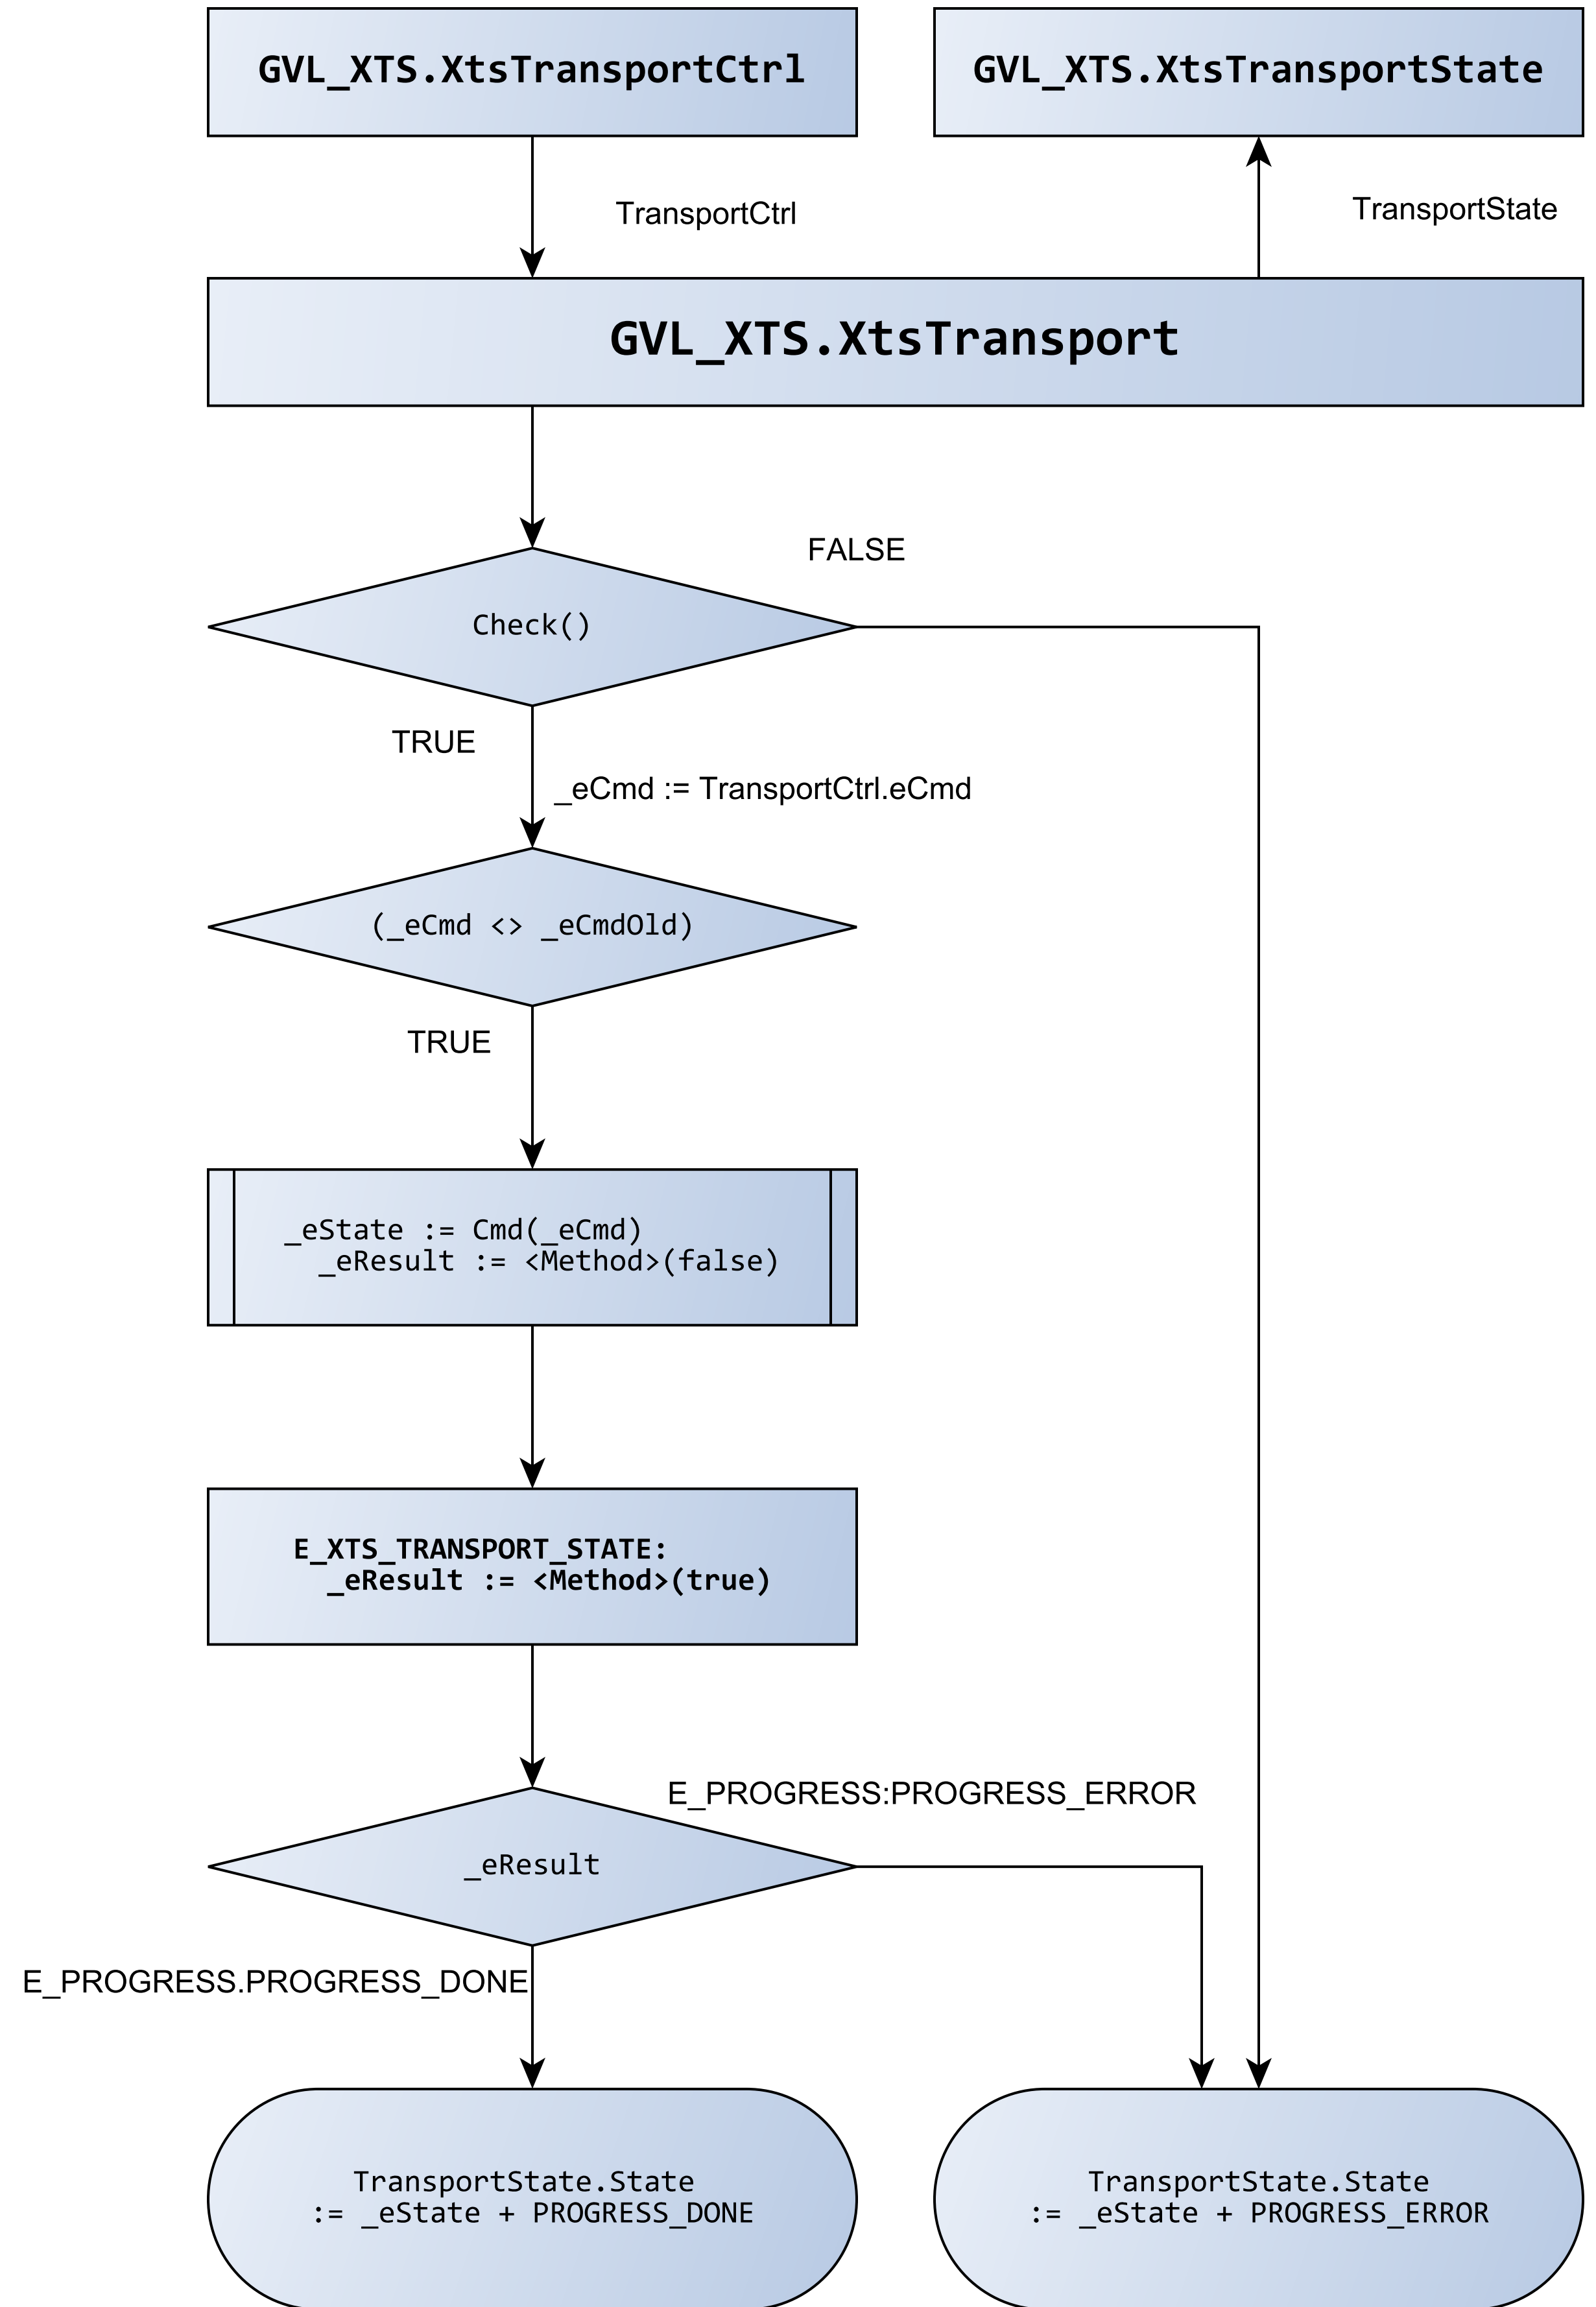 GVL_XTS.XtsTransportCtrl
GVL_XTS.XtsTransportState
TransportCtrl
TransportState
GVL_XTS.XtsTransport
FALSE
Check()
TRUE
_eCmd := TransportCtrl.eCmd
(_eCmd <> _eCmdOld)
TRUE
_eState := Cmd(_eCmd)
_eResult := <Method>(false)
E_XTS_TRANSPORT_STATE:
_eResult := <Method>(true)
E_PROGRESS:PROGRESS_ERROR
_eResult
E_PROGRESS.PROGRESS_DONE
TransportState.State
:= _eState + PROGRESS_DONE
TransportState.State
:= _eState + PROGRESS_ERROR